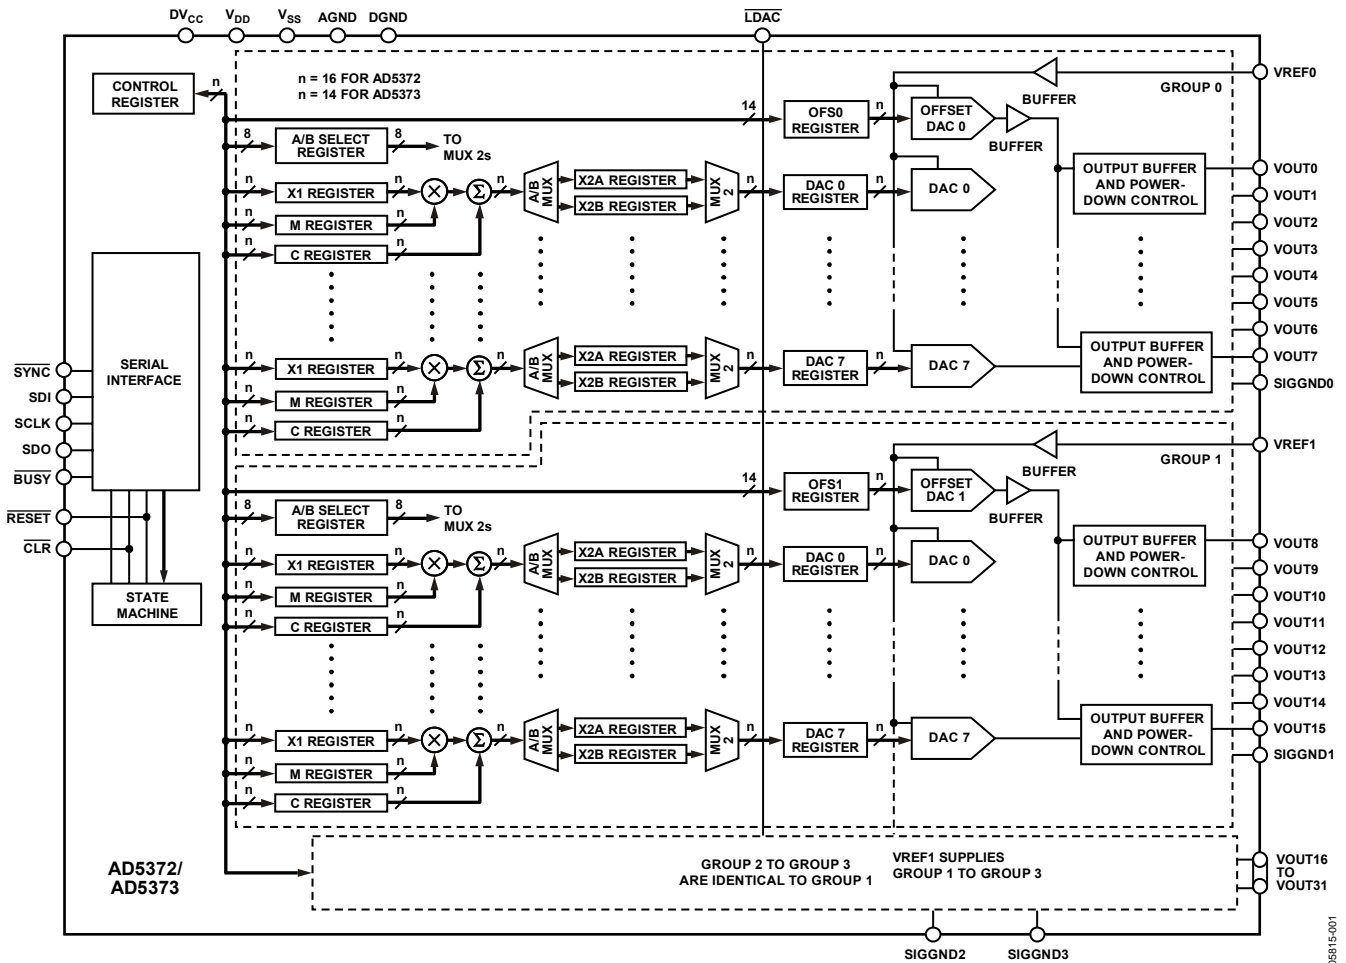 DVCC
VDD
VSS
AGND
DGND
LDAC
CONTROL
REGISTER
n
n = 16 FOR AD5372
n = 14 FOR AD5373
BUFFER
GROUP 0
VREF0
14
OFS0
REGISTER
n
OFFSET
DAC 0
BUFFER
8
A/B SELECT
REGISTER
8
TO
MUX 2s
n
X1 REGISTER
n
×
Σ
n
A/B
MUX
X2A REGISTER
X2B REGISTER
MUX
2
n
DAC 0
REGISTER
n
DAC 0
OUTPUT BUFFER
AND POWER-
DOWN CONTROL
n
M REGISTER
n
n
C REGISTER
n
VOUT0
VOUT1
VOUT2
VOUT3
VOUT4
VOUT5
VOUT6
VOUT7
SIGGND0
n
X1 REGISTER
n
×
Σ
n
A/B
MUX
X2A REGISTER
X2B REGISTER
MUX
2
n
DAC 7
REGISTER
n
DAC 7
OUTPUT BUFFER
AND POWER-
DOWN CONTROL
n
M REGISTER
n
n
C REGISTER
n
SERIAL
INTERFACE
SYNC
SDI
SCLK
SDO
BUSY
RESET
CLR
STATE
MACHINE
BUFFER
GROUP 1
VREF1
14
OFS1
REGISTER
n
OFFSET
DAC 1
BUFFER
8
A/B SELECT
REGISTER
8
TO
MUX 2s
n
X1 REGISTER
n
×
Σ
n
A/B
MUX
X2A REGISTER
X2B REGISTER
MUX
2
n
DAC 0
REGISTER
n
DAC 0
OUTPUT BUFFER
AND POWER-
DOWN CONTROL
n
M REGISTER
n
n
C REGISTER
n
VOUT8
VOUT9
VOUT10
VOUT11
VOUT12
VOUT13
VOUT14
VOUT15
SIGGND1
n
X1 REGISTER
n
×
Σ
n
A/B
MUX
X2A REGISTER
X2B REGISTER
MUX
2
n
DAC 7
REGISTER
n
DAC 7
OUTPUT BUFFER
AND POWER-
DOWN CONTROL
n
M REGISTER
n
n
C REGISTER
n
AD5372/
AD5373
GROUP 2 TO GROUP 3
ARE IDENTICAL TO GROUP 1
VREF1 SUPPLIES
GROUP 1 TO GROUP 3
VOUT16
TO
VOUT31
SIGGND2
SIGGND3
05815-001